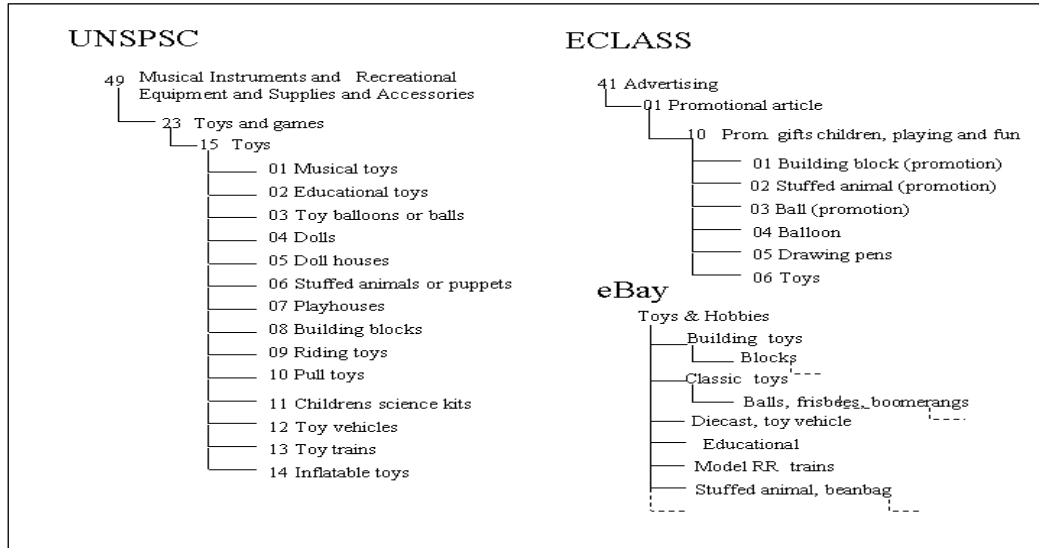 UNSPSC
49 Musical Instruments and Recreational
Equipment and Supplies and Accessories
23 Toys and games
15 Toys
01 Musical toys
02 Educational toys
03 Toy balloons or balls
04 Dolls
05 Doll houses
06 Stuffed animals or puppets
07 Playhouses
08 Building blocks
09 Riding toys
10 Pull toys
11 Childrens science kits
12 Toy vehicles
13 Toy trains
14 Inflatable toys
ECLASS
41 Advertising
01 Promotional article
10 Prom gifts children, playing and fun
01 Building block (promotion)
02 Stuffed animal (promotion)
03 Ball (promotion)
04 Balloon
05 Drawing pens
06 Toys
eBay
Toys & Hobbies
Building toys
Blocks
Classic toys
Balls, frisbees, boomerangs
Diecast, toy vehicle
Educational
Model RR trains
Stuffed animal, beanbag